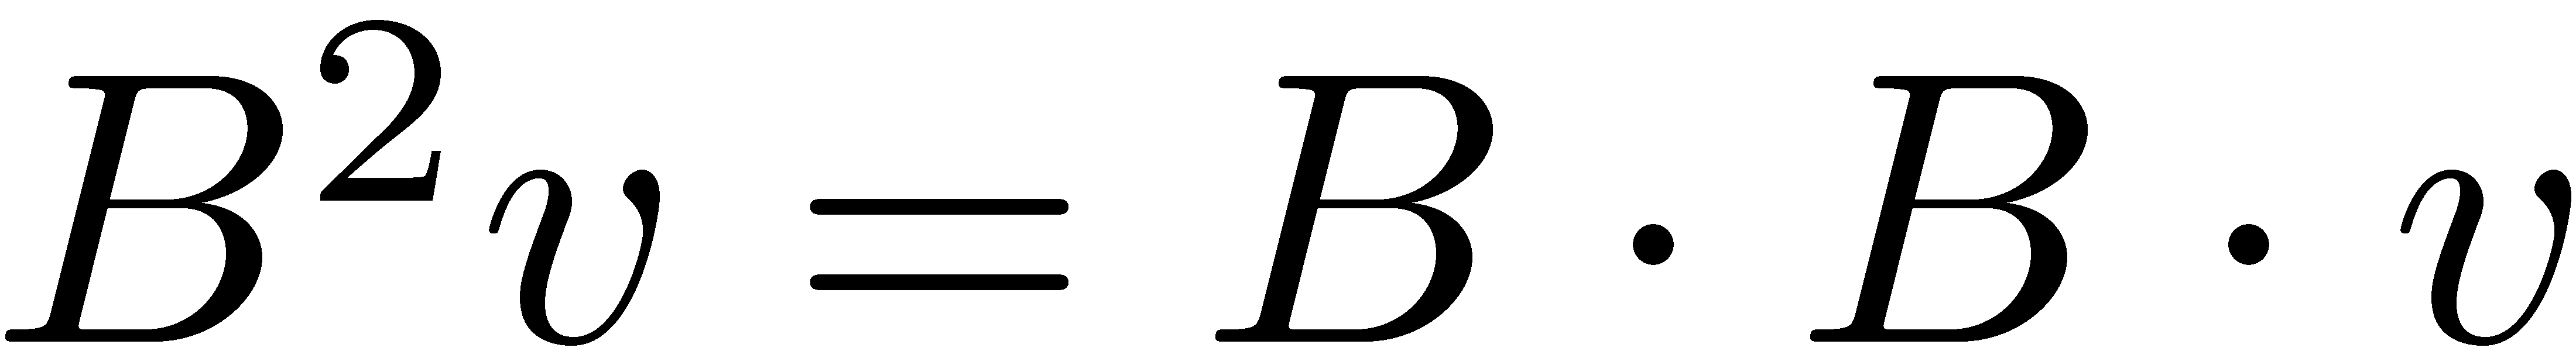 B²v = B · B · v